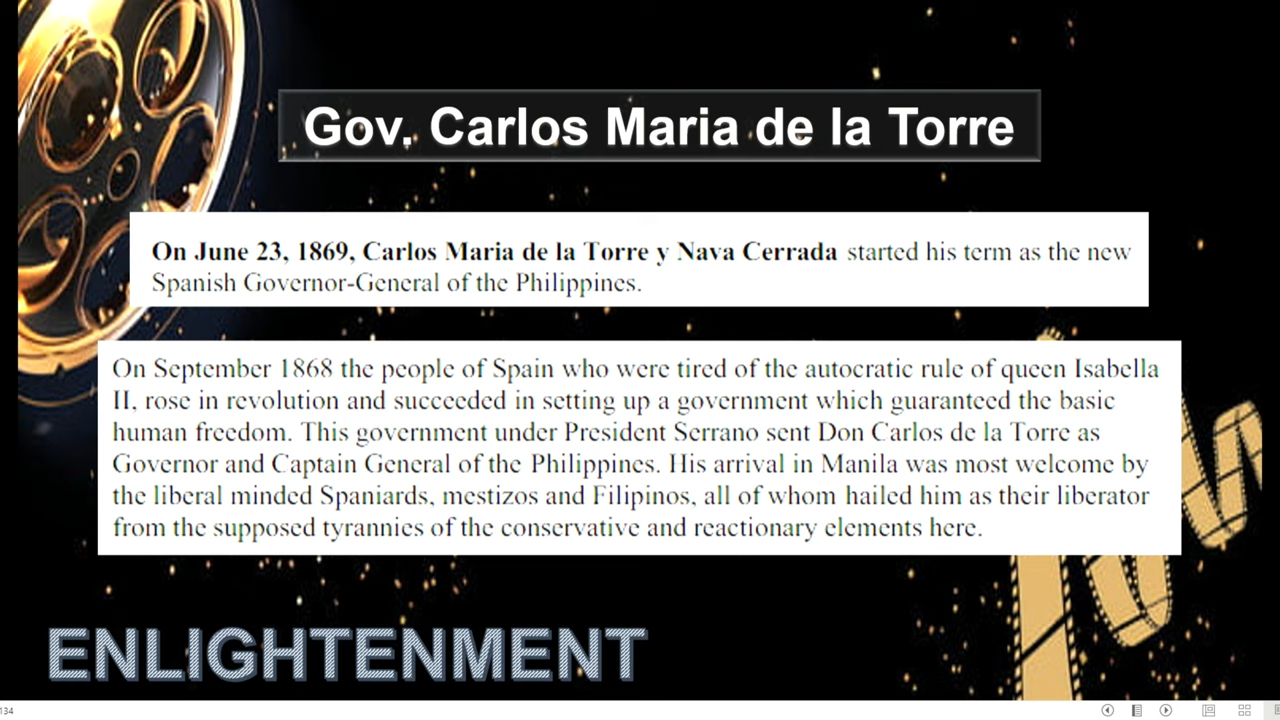 Gov. Carlos Maria de la Torre
On June 23, 1869, Carlos Maria de la Torre y Nava Cerrada started his term as the new
Spanish Governor-General of the Philippines.
On September 1868 the people of Spain who were tired of the autocratic rule of queen Isabella
II, rose in revolution and succeeded in setting up a government which guaranteed the basic
human freedom. This government under President Serrano sent Don Carlos de la Torre as
Governor and Captain General of the Philippines. His arrival in Manila was most welcome by
the liberal minded Spaniards, mestizos and Filipinos, all of whom hailed him as their liberator
from the supposed tyrannies of the conservative and reactionary elements here.
ENLIGHTENMENT
134